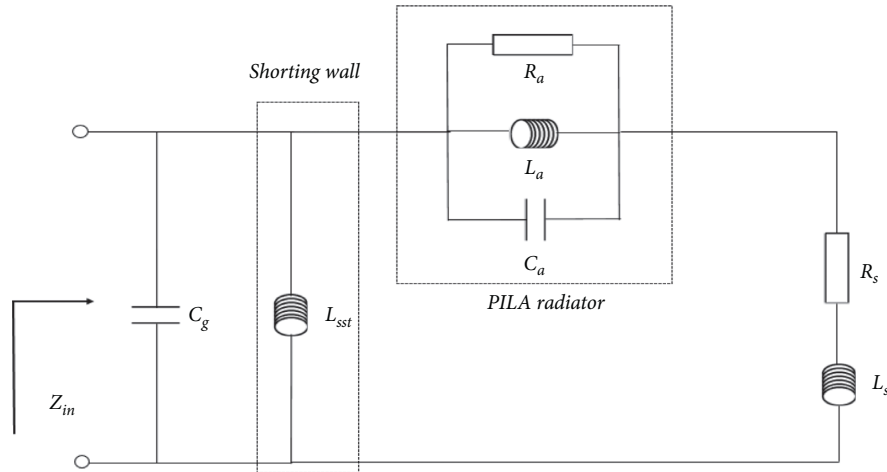 Shorting wall
R_a
L_a
C_a
PILA radiator
C_g
L_sst
R_s
L_s
Z_in